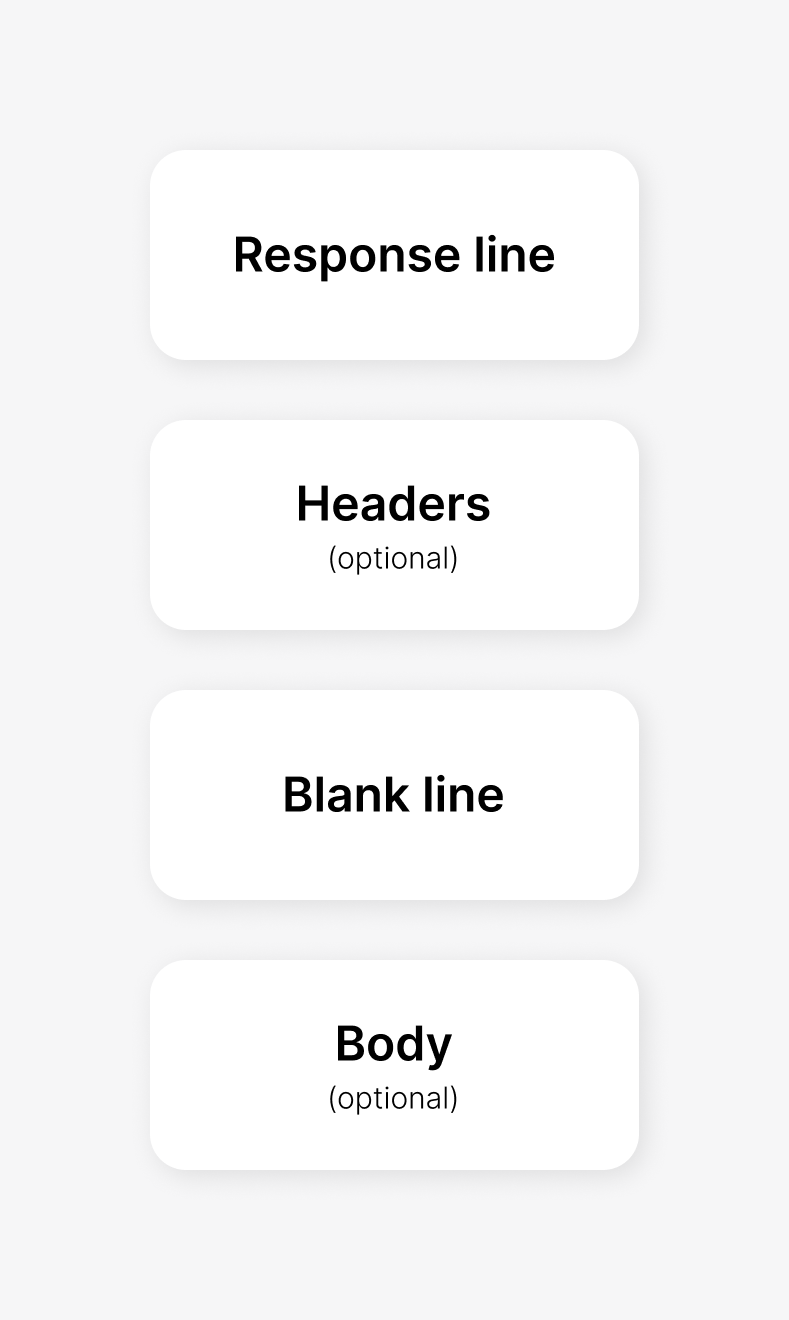 Response line
Headers
(optional)
Blank line
Body
(optional)